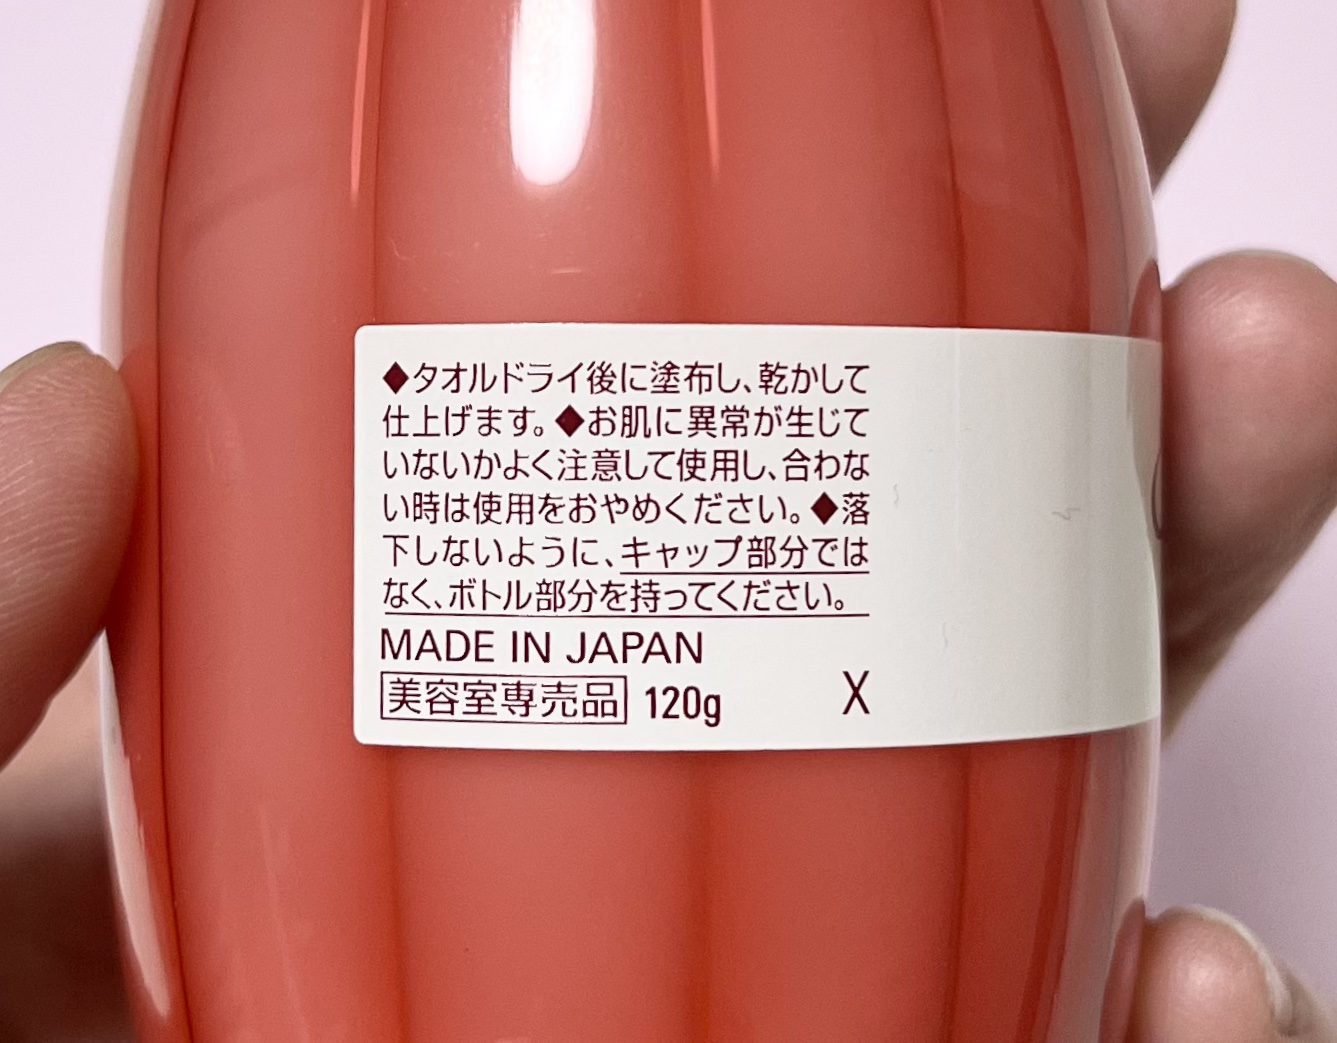 ◆タオルドライ後に塗布し、乾かして
仕上げます。◆お肌に異常が生じて
いないかよく注意して使用し、合わな
い時は使用をおやめください。◆落
下しないように、キャップ部分では
なく、ボトル部分を持ってください。
MADE IN JAPAN
美容室専売品 120g X